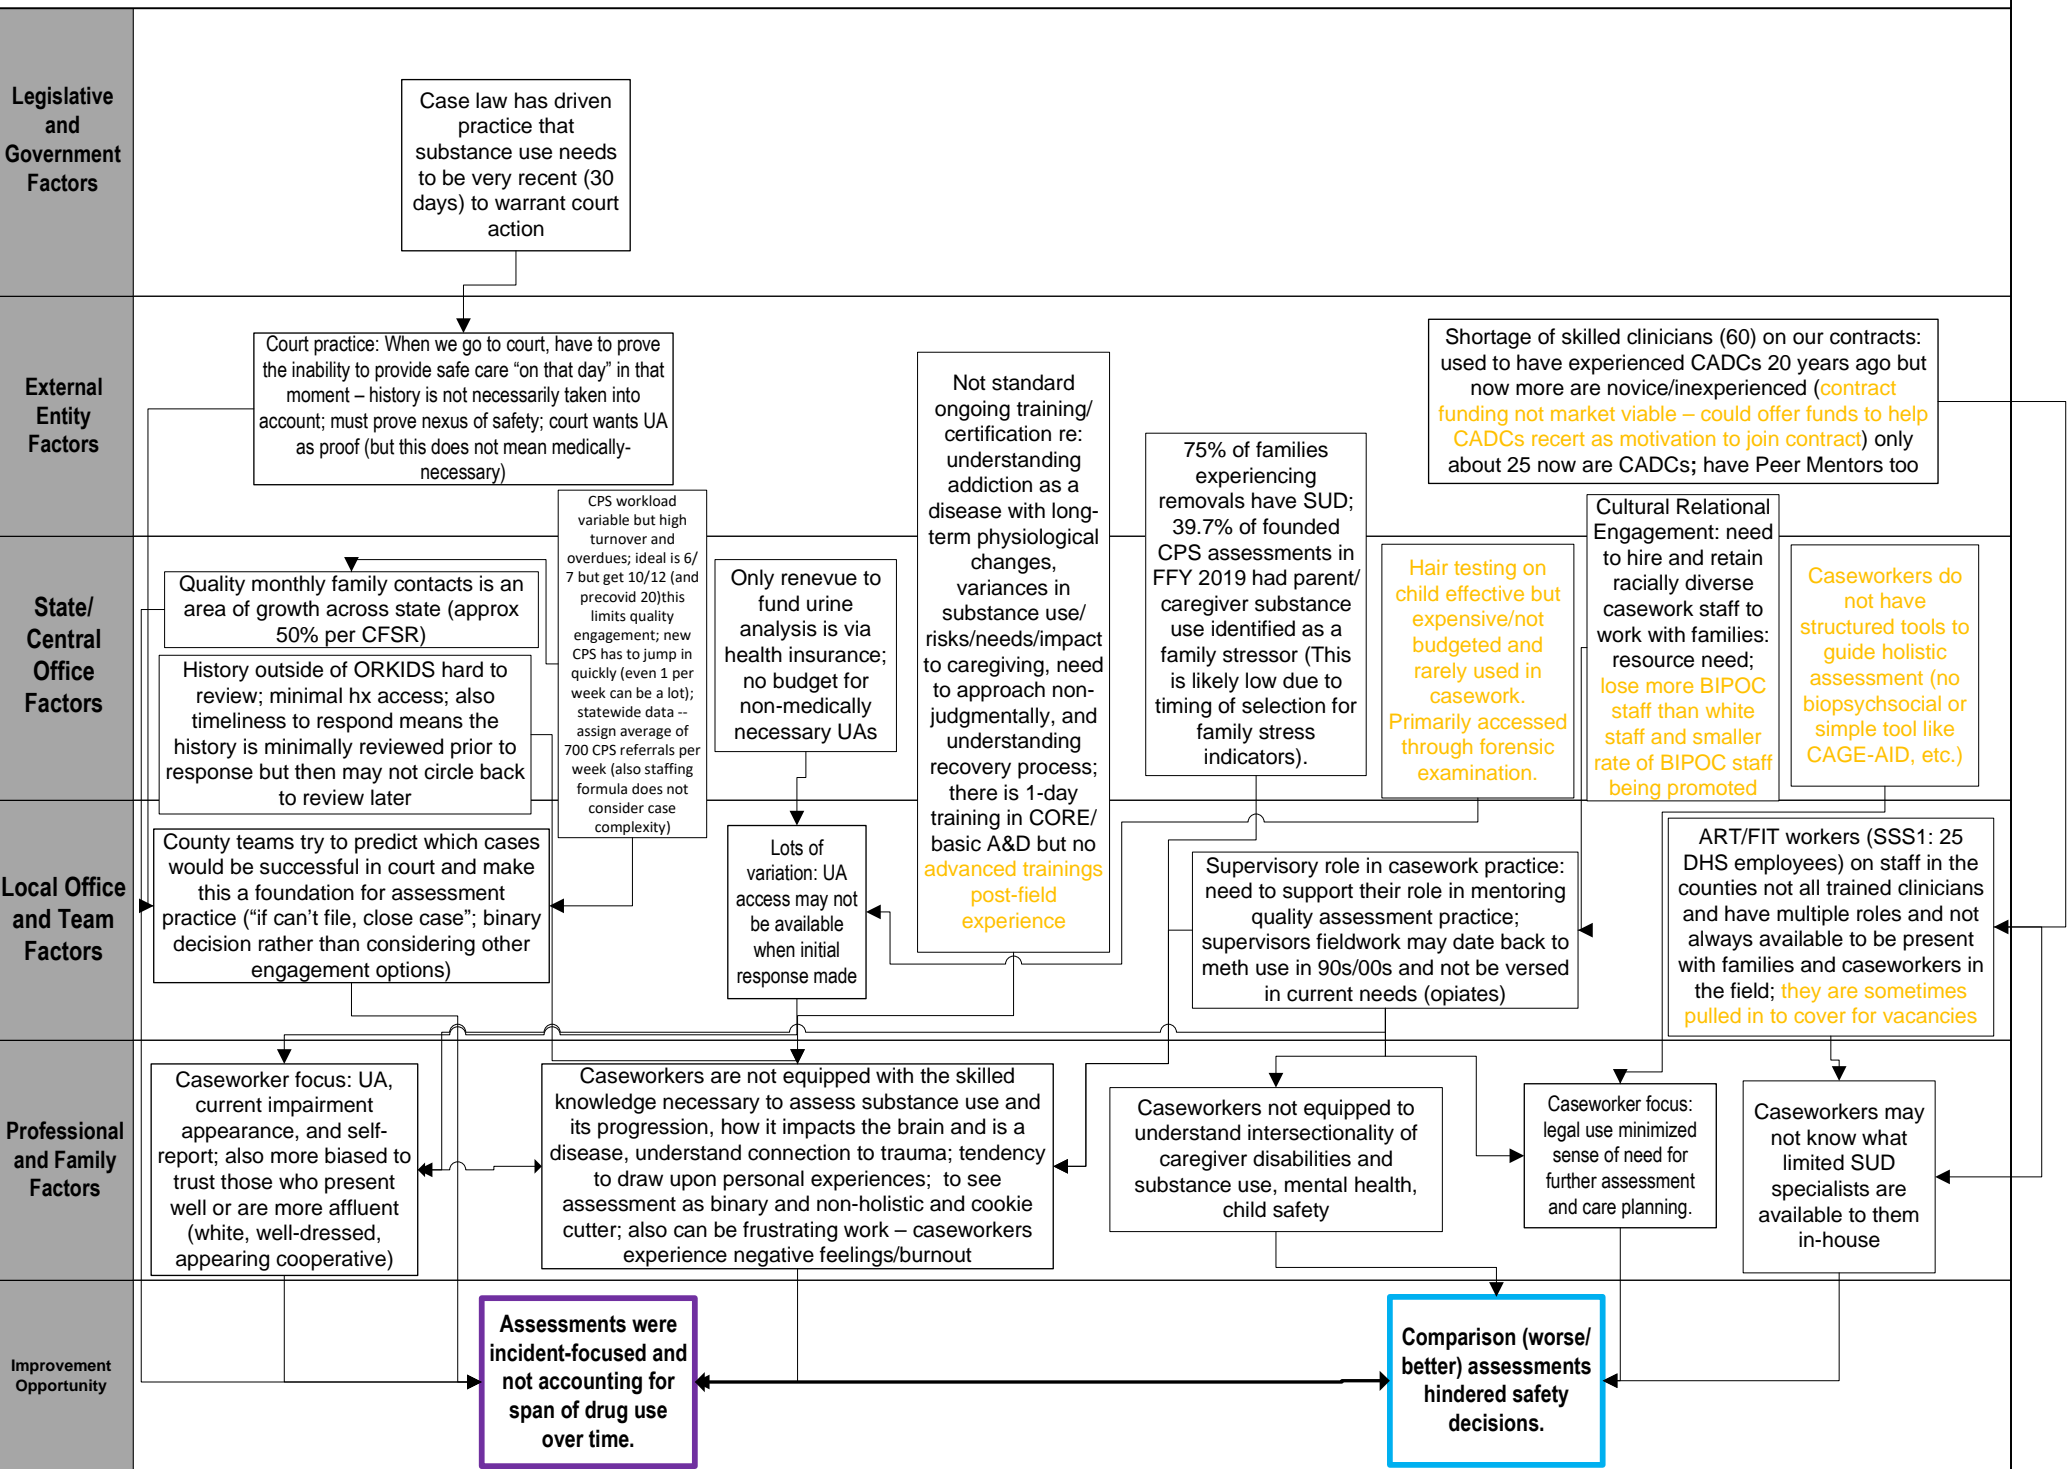 Legislative
and
Government
Factors
Case law has driven
practice that
substance use needs
to be very recent (30
days) to warrant court
action
External
Entity
Factors
Court practice: When we go to court, have to prove
the inability to provide safe care “on that day” in that
moment – history is not necessarily taken into
account; must prove nexus of safety; court wants UA
as proof (but this does not mean medically-
necessary)
Not standard
ongoing training/
certification re:
understanding
addiction as a
disease with long-
term physiological
changes,
variances in
substance use/
risks/needs/impact
to caregiving, need
to approach non-
judgmentally, and
understanding
recovery process;
there is 1-day
training in CORE/
basic A&D but no
advanced trainings
post-field
experience
75% of families
experiencing
removals have SUD;
39.7% of founded
CPS assessments in
FFY 2019 had parent/
caregiver substance
use identified as a
family stressor (This
is likely low due to
timing of selection for
family stress
indicators).
Shortage of skilled clinicians (60) on our contracts:
used to have experienced CADCs 20 years ago but
now more are novice/inexperienced (contract
funding not market viable – could offer funds to help
CADCs recert as motivation to join contract) only
about 25 now are CADCs; have Peer Mentors too
State/
Central
Office
Factors
Quality monthly family contacts is an
area of growth across state (approx
50% per CFSR)
History outside of ORKIDS hard to
review; minimal hx access; also
timeliness to respond means the
history is minimally reviewed prior to
response but then may not circle back
to review later
CPS workload
variable but high
turnover and
overdues; ideal is 6/
7 but get 10/12 (and
precovid 20)this
limits quality
engagement; new
CPS has to jump in
quickly (even 1 per
week can be a lot);
statewide data --
assign average of
700 CPS referrals per
week (also staffing
formula does not
consider case
complexity)
Only renevue to
fund urine
analysis is via
health insurance;
no budget for
non-medically
necessary UAs
Hair testing on
child effective but
expensive/not
budgeted and
rarely used in
casework.
Primarily accessed
through forensic
examination.
Cultural Relational
Engagement: need
to hire and retain
racially diverse
casework staff to
work with families:
resource need;
lose more BIPOC
staff than white
staff and smaller
rate of BIPOC staff
being promoted
Caseworkers do
not have
structured tools to
guide holistic
assessment (no
biopsychsocial or
simple tool like
CAGE-AID, etc.)
Local Office
and Team
Factors
County teams try to predict which cases
would be successful in court and make
this a foundation for assessment
practice (“if can’t file, close case”; binary
decision rather than considering other
engagement options)
Lots of
variation: UA
access may not
be available
when initial
response made
Supervisory role in casework practice:
need to support their role in mentoring
quality assessment practice;
supervisors fieldwork may date back to
meth use in 90s/00s and not be versed
in current needs (opiates)
ART/FIT workers (SSS1: 25
DHS employees) on staff in the
counties not all trained clinicians
and have multiple roles and not
always available to be present
with families and caseworkers in
the field; they are sometimes
pulled in to cover for vacancies
Professional
and Family
Factors
Caseworker focus: UA,
current impairment
appearance, and self-
report; also more biased to
trust those who present
well or are more affluent
(white, well-dressed,
appearing cooperative)
Caseworkers are not equipped with the skilled
knowledge necessary to assess substance use and
its progression, how it impacts the brain and is a
disease, understand connection to trauma; tendency
to draw upon personal experiences;  to see
assessment as binary and non-holistic and cookie
cutter; also can be frustrating work – caseworkers
experience negative feelings/burnout
Caseworkers not equipped to
understand intersectionality of
caregiver disabilities and
substance use, mental health,
child safety
Caseworker focus:
legal use minimized
sense of need for
further assessment
and care planning.
Caseworkers may
not know what
limited SUD
specialists are
available to them
in-house
Improvement
Opportunity
Assessments were
incident-focused and
not accounting for
span of drug use
over time.
Comparison (worse/
better) assessments
hindered safety
decisions.